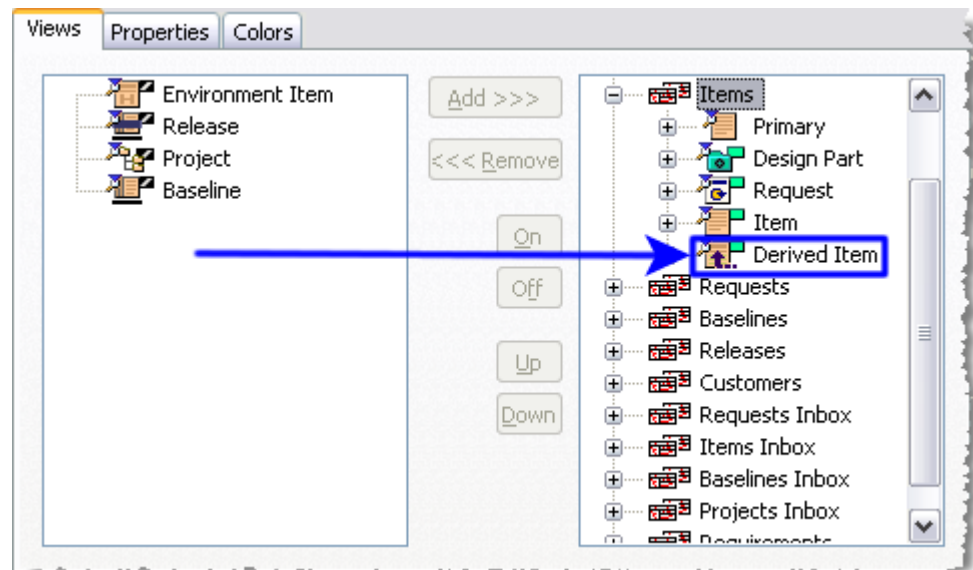 Views
Properties
Colors
Environment Item
Release
Project
Baseline
Add >>>
<<< Remove
On
Off
Up
Down
Items
Primary
Design Part
Request
Item
Derived Item
Requests
Baselines
Releases
Customers
Requests Inbox
Items Inbox
Baselines Inbox
Projects Inbox
Requirements